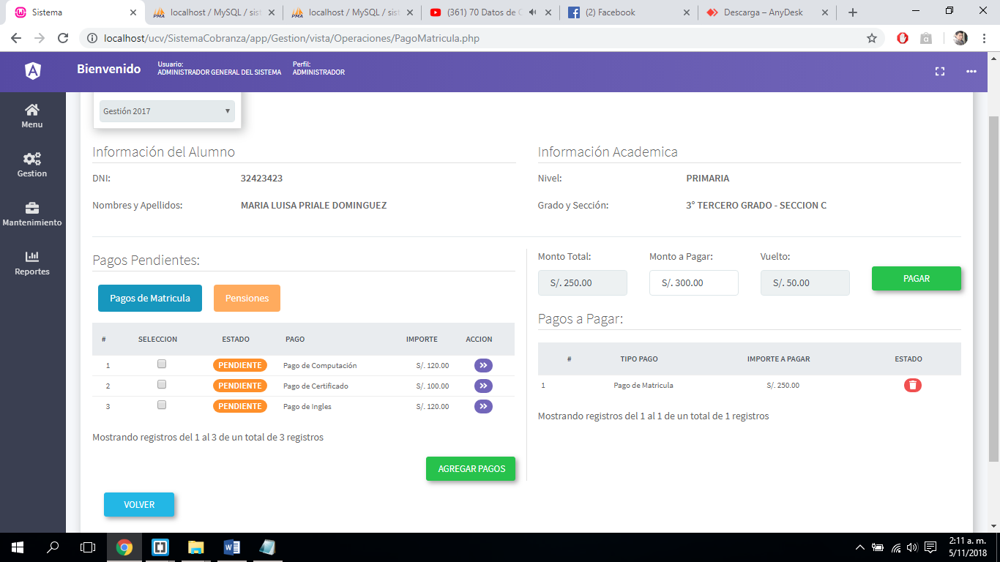 Sistema
localhost / MySQL / sist
localhost / MySQL / sist
(361) 70 Datos de C
(2) Facebook
Descarga – AnyDesk
localhost/ucv/SistemaCobranza/app/Gestion/vista/Operaciones/PagoMatricula.php
Bienvenido
Usuario:
ADMINISTRADOR GENERAL DEL SISTEMA
Perfil:
ADMINISTRADOR
Menu
Gestion
Mantenimiento
Reportes
Gestión 2017
Información del Alumno
DNI: 32423423
Nombres y Apellidos: MARIA LUISA PRIALE DOMINGUEZ
Información Academica
Nivel: PRIMARIA
Grado y Sección: 3° TERCERO GRADO - SECCION C
Pagos Pendientes:
Pagos de Matricula
Pensiones
# SELECCION ESTADO PAGO IMPORTE ACCION
1 PENDIENTE Pago de Computación S/. 120.00
2 PENDIENTE Pago de Certificado S/. 100.00
3 PENDIENTE Pago de Ingles S/. 120.00
Mostrando registros del 1 al 3 de un total de 3 registros
AGREGAR PAGOS
VOLVER
Monto Total: Monto a Pagar: Vuelto:
S/. 250.00 S/. 300.00 S/. 50.00 PAGAR
Pagos a Pagar:
# TIPO PAGO IMPORTE A PAGAR ESTADO
1 Pago de Matricula S/. 250.00
Mostrando registros del 1 al 1 de un total de 1 registros
2:11 a. m.
5/11/2018